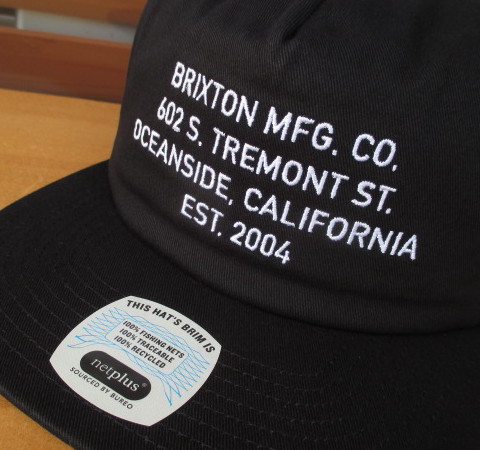 BRIXTON MFG. CO.
602 S. TREMONT ST.
OCEANSIDE, CALIFORNIA
EST. 2004
THIS HAT'S BRIM IS
100% FISHING NETS
100% TRACEABLE
100% RECYCLED
netplus®
SOURCED BY BUREO